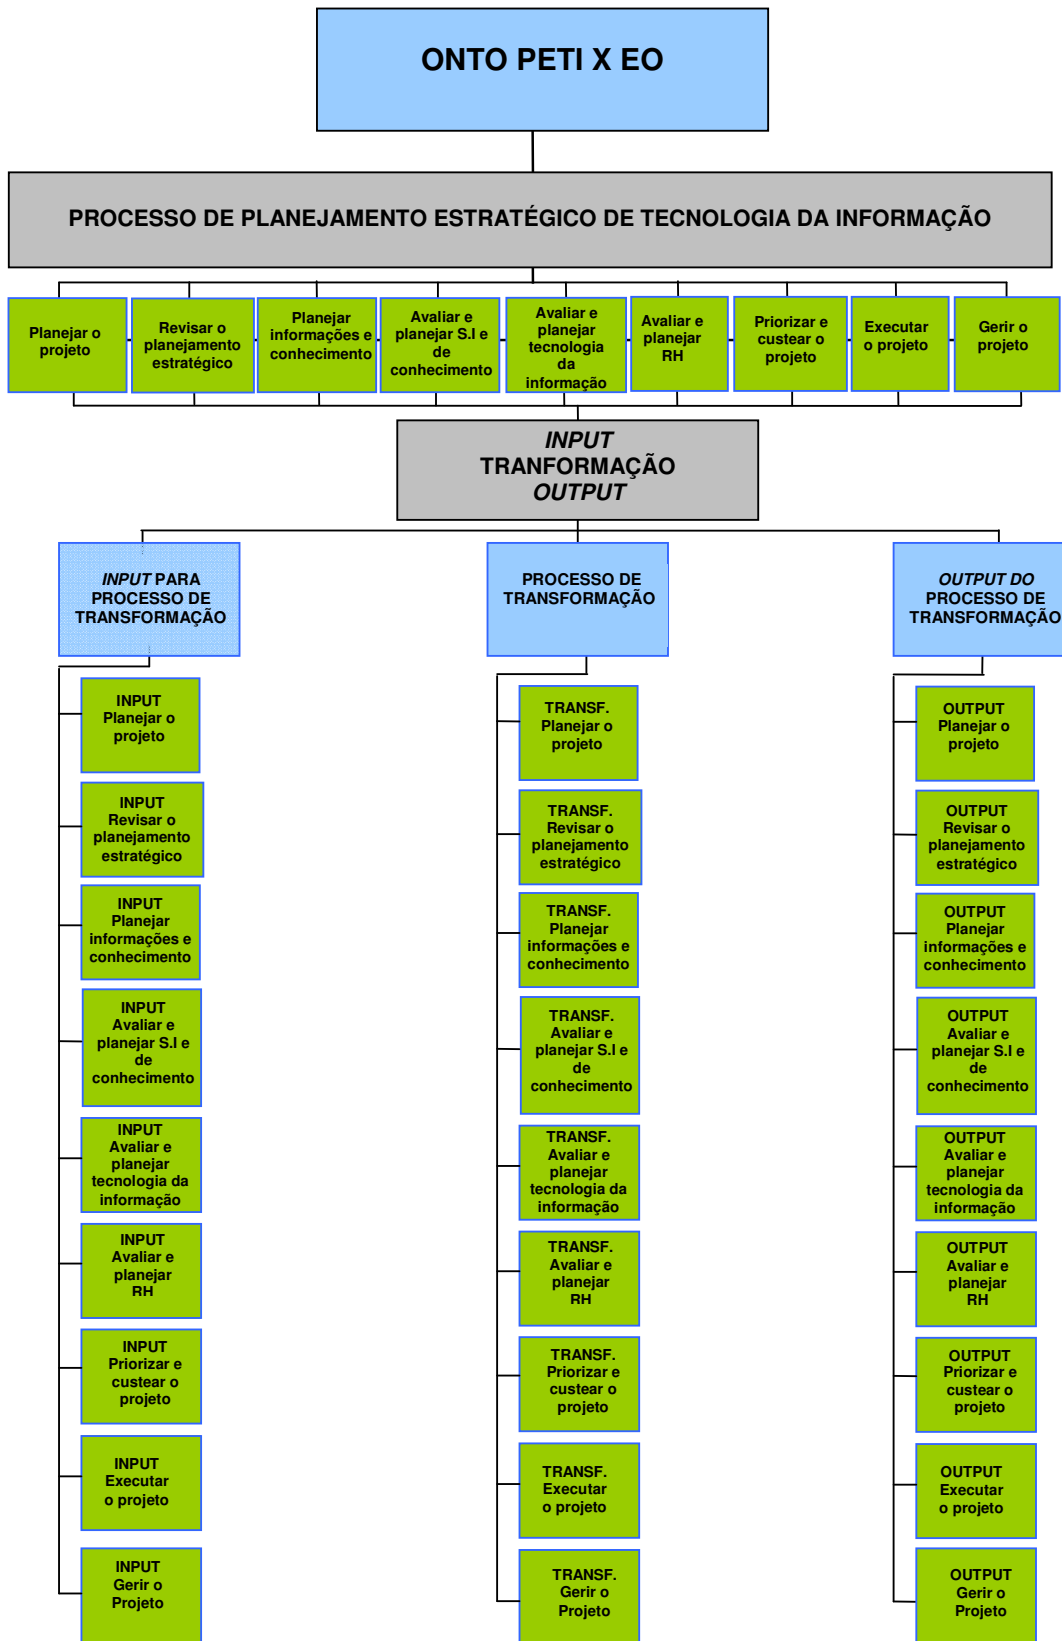 ONTO PETI X EO
PROCESSO DE PLANEJAMENTO ESTRATÉGICO DE TECNOLOGIA DA INFORMAÇÃO
Planejar o
projeto
Revisar o
planejamento
estratégico
Planejar
informações e
conhecimento
Avaliar e
planejar S.I e
de
conhecimento
Avaliar e
planejar
tecnologia
da
informação
Avaliar e
planejar
RH
Priorizar e
custear o
projeto
Executar
o projeto
Gerir o
projeto
INPUT
TRANFORMAÇÃO
OUTPUT
INPUT PARA
PROCESSO DE
TRANSFORMAÇÃO
INPUT
Planejar o
projeto
INPUT
Revisar o
planejamento
estratégico
INPUT
Planejar
informações e
conhecimento
INPUT
Avaliar e
planejar S.I e
de
conhecimento
INPUT
Avaliar e
planejar
tecnologia da
informação
INPUT
Avaliar e
planejar
RH
INPUT
Priorizar e
custear o
projeto
INPUT
Executar
o projeto
INPUT
Gerir o
Projeto
PROCESSO DE
TRANSFORMAÇÃO
TRANSF.
Planejar o
projeto
TRANSF.
Revisar o
planejamento
estratégico
TRANSF.
Planejar
informações e
conhecimento
TRANSF.
Avaliar e
planejar S.I e
de
conhecimento
TRANSF.
Avaliar e
planejar
tecnologia da
informação
TRANSF.
Avaliar e
planejar
RH
TRANSF.
Priorizar e
custear o
projeto
TRANSF.
Executar
o projeto
TRANSF.
Gerir o
Projeto
OUTPUT DO
PROCESSO DE
TRANSFORMAÇÃO
OUTPUT
Planejar o
projeto
OUTPUT
Revisar o
planejamento
estratégico
OUTPUT
Planejar
informações e
conhecimento
OUTPUT
Avaliar e
planejar S.I e
de
conhecimento
OUTPUT
Avaliar e
planejar
tecnologia da
informação
OUTPUT
Avaliar e
planejar
RH
OUTPUT
Priorizar e
custear o
projeto
OUTPUT
Executar
o projeto
OUTPUT
Gerir o
Projeto